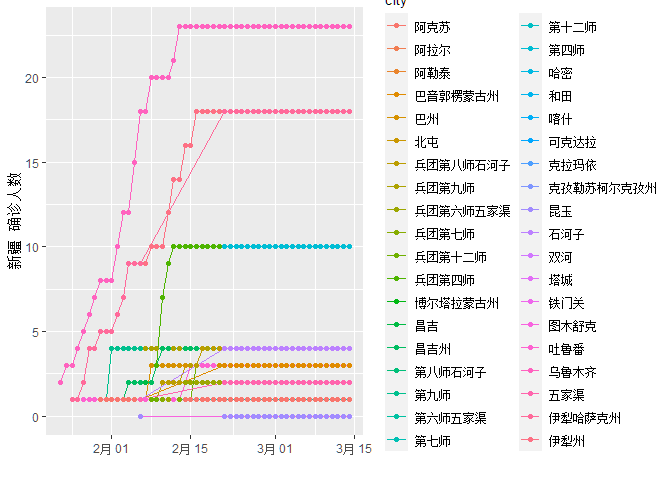 City
新疆 确诊人数
20
15
10
5
0
2月 01
2月 15
3月 01
3月 15
阿克苏
阿拉尔
阿勒泰
巴音郭楞蒙古州
巴州
北屯
兵团第八师石河子
兵团第九师
兵团第六师五家渠
兵团第七师
兵团第十二师
兵团第四师
博尔塔拉蒙古州
昌吉
昌吉州
第八师石河子
第九师
第六师五家渠
第七师
第十二师
第四师
哈密
和田
喀什
可克达拉
克拉玛依
克孜勒苏柯尔克孜州
昆玉
石河子
双河
塔城
铁门关
图木舒克
吐鲁番
乌鲁木齐
五家渠
伊犁哈萨克州
伊犁州